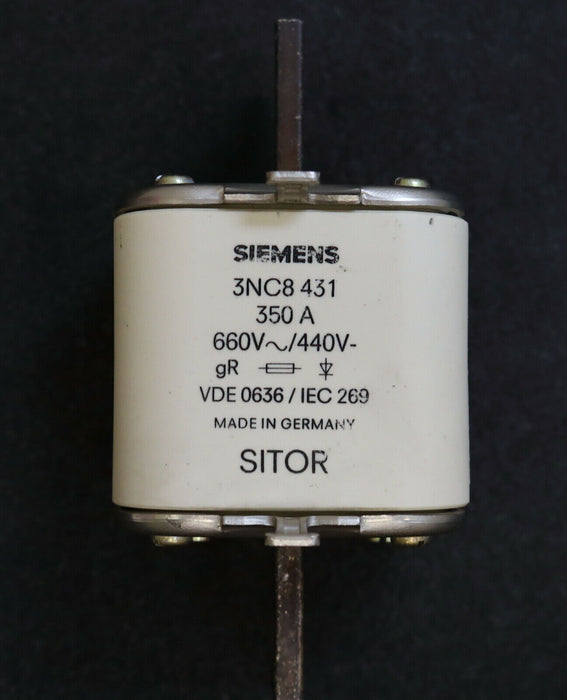 SIEMENS
3NC8 431
350 A
660V~/440V-
gR
VDE 0636 / IEC 269
MADE IN GERMANY
SITOR